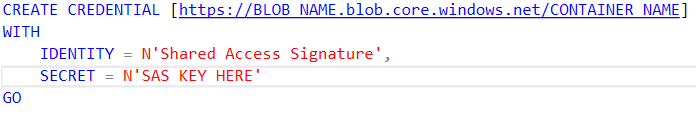 CREATE CREDENTIAL [https://BLOB NAME.blob.core.windows.net/CONTAINER NAME]
WITH
    IDENTITY = N'Shared Access Signature',
    SECRET = N'SAS KEY HERE'
GO